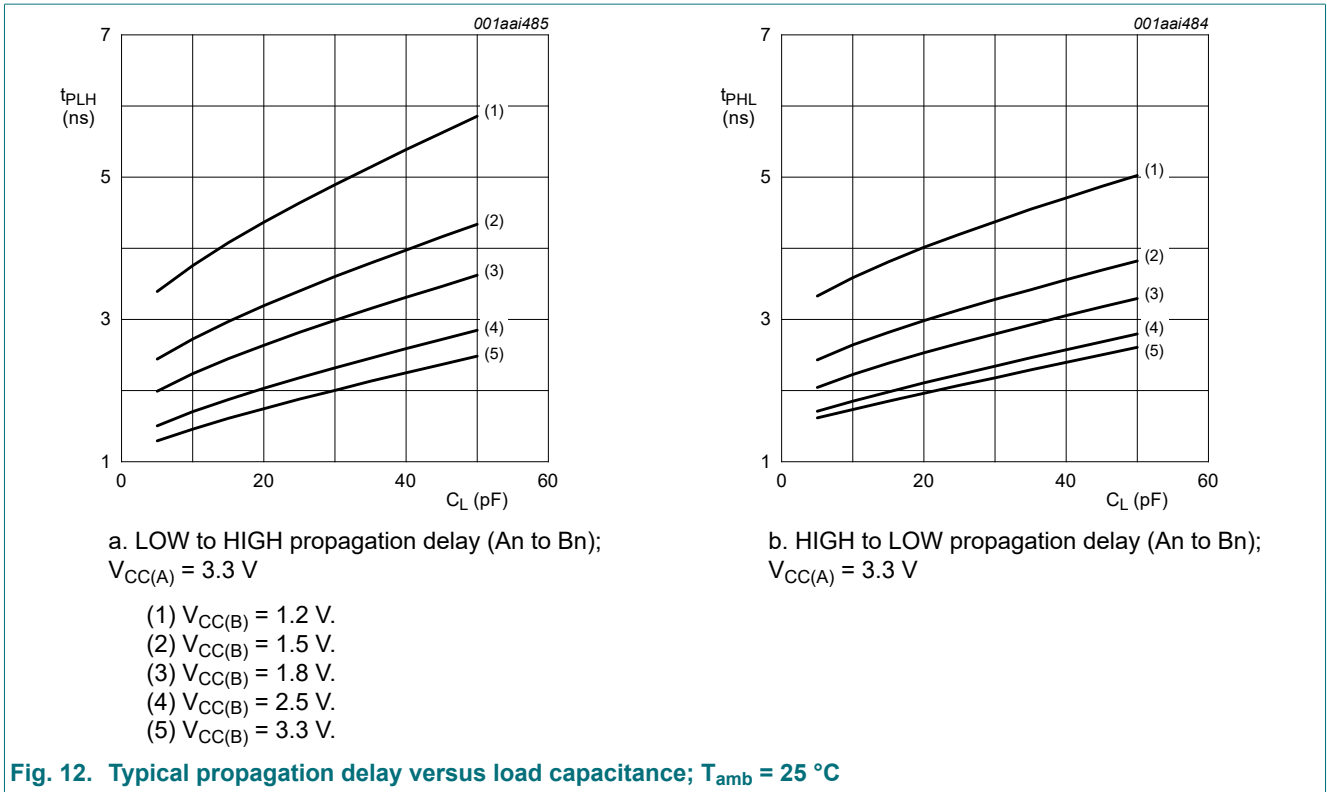 001aai485
7
tPLH
(ns)
(1)
5
(2)
(3)
3
(4)
(5)
1
0
20
40
60
CL (pF)
a. LOW to HIGH propagation delay (An to Bn);
VCC(A) = 3.3 V
001aai484
7
tPHL
(ns)
(1)
5
(2)
(3)
3
(4)
(5)
1
0
20
40
60
CL (pF)
b. HIGH to LOW propagation delay (An to Bn);
VCC(A) = 3.3 V
(1) VCC(B) = 1.2 V.
(2) VCC(B) = 1.5 V.
(3) VCC(B) = 1.8 V.
(4) VCC(B) = 2.5 V.
(5) VCC(B) = 3.3 V.
Fig. 12. Typical propagation delay versus load capacitance; Tamb = 25 °C